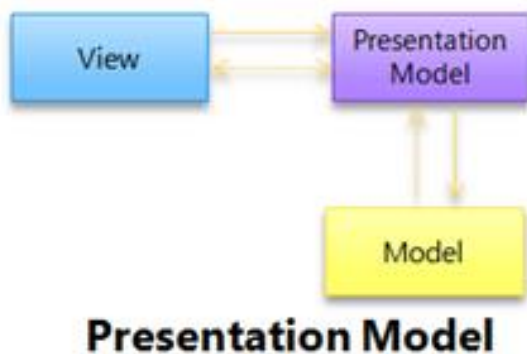 View
Presentation
Model
Model
Presentation Model